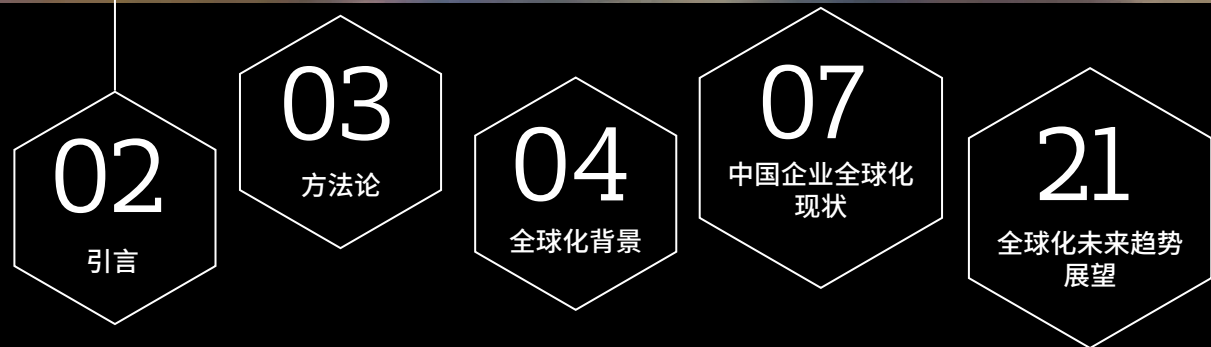 02
引言
03
方法论
04
全球化背景
07
中国企业全球化
现状
21
全球化未来趋势
展望